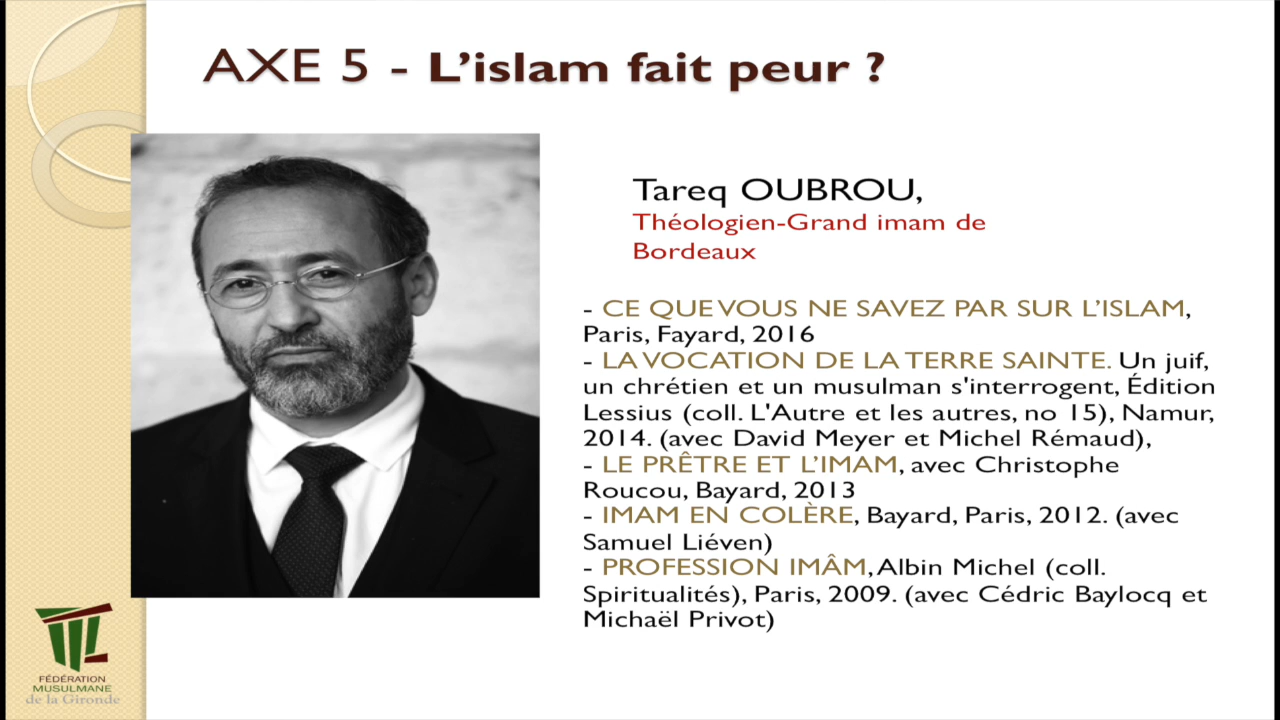 AXE 5 - L’islam fait peur ?
Tareq OUBROU,
Théologien-Grand imam de
Bordeaux
- CE QUE VOUS NE SAVEZ PAR SUR L’ISLAM,
Paris, Fayard, 2016
- LA VOCATION DE LA TERRE SAINTE. Un juif,
un chrétien et un musulman s'interrogent, Édition
Lessius (coll. L'Autre et les autres, no 15), Namur,
2014. (avec David Meyer et Michel Rémaud),
- LE PRÊTRE ET L’IMAM, avec Christophe
Roucou, Bayard, 2013
- IMAM EN COLÈRE, Bayard, Paris, 2012. (avec
Samuel Liéven)
- PROFESSION IMÂM, Albin Michel (coll.
Spiritualités), Paris, 2009. (avec Cédric Baylocq et
Michaël Privot)
FÉDÉRATION
MUSULMANE
de la Gironde